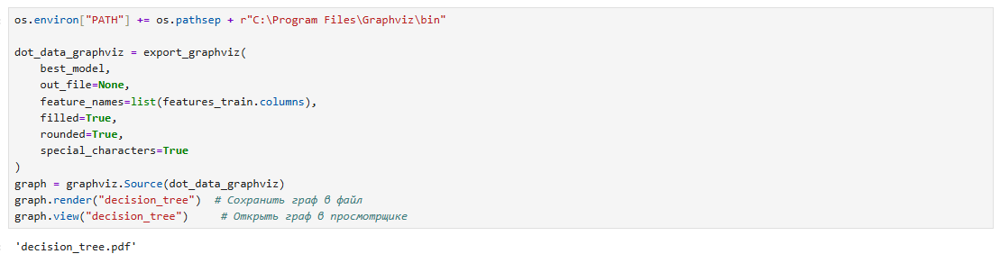 os.environ["PATH"] += os.pathsep + r"C:\Program Files\Graphviz\bin"
dot_data_graphviz = export_graphviz(
    best_model,
    out_file=None,
    feature_names=list(features_train.columns),
    filled=True,
    rounded=True,
    special_characters=True
)
graph = graphviz.Source(dot_data_graphviz)
graph.render("decision_tree")  # Сохранить граф в файл
graph.view("decision_tree")     # Открыть граф в просмотрщике
'decision_tree.pdf'